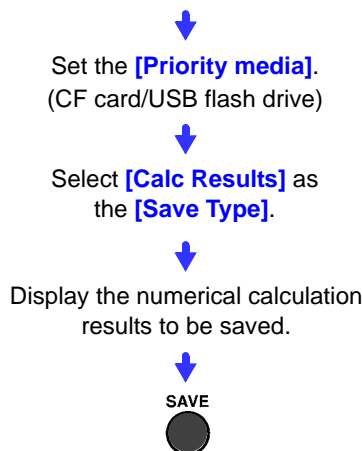 Set the [Priority media].
(CF card/USB flash drive)
Select [Calc Results] as
the [Save Type].
Display the numerical calculation
results to be saved.
SAVE